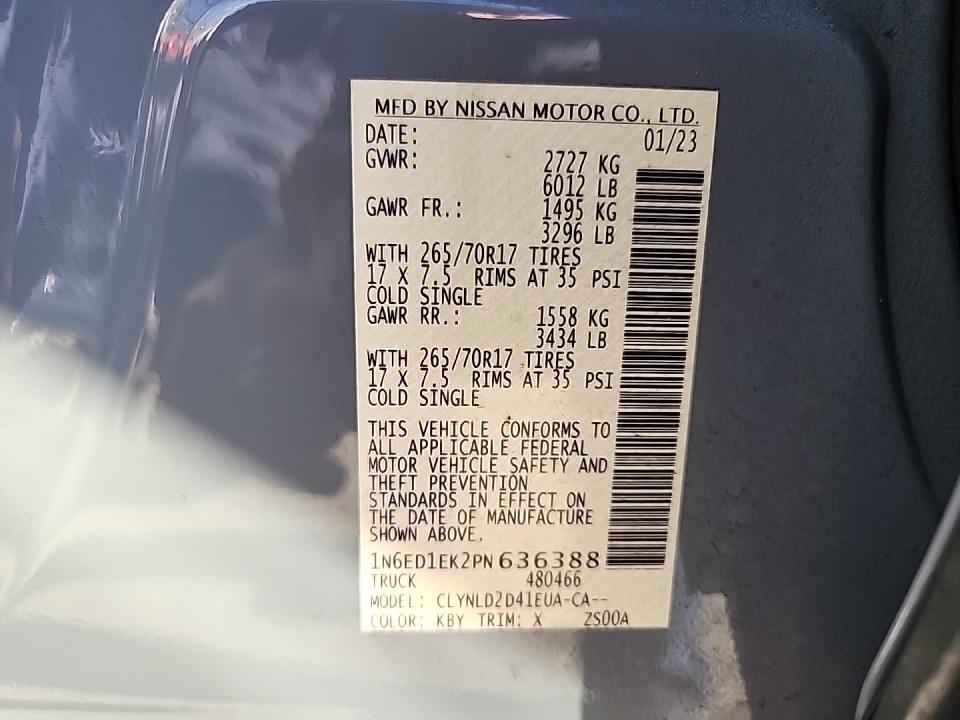 MFD BY NISSAN MOTOR CO., LTD.
DATE: 01/23
GVWR: 2727 KG
6012 LB
GAWR FR.: 1495 KG
3296 LB
WITH 265/70R17 TIRES
17 X 7.5 RIMS AT 35 PSI
COLD SINGLE
GAWR RR.: 1558 KG
3434 LB
WITH 265/70R17 TIRES
17 X 7.5 RIMS AT 35 PSI
COLD SINGLE
THIS VEHICLE CONFORMS TO
ALL APPLICABLE FEDERAL
MOTOR VEHICLE SAFETY AND
THEFT PREVENTION
STANDARDS IN EFFECT ON
THE DATE OF MANUFACTURE
SHOWN ABOVE.
1N6ED1EK2PN636388
TRUCK 480466
MODEL: CLYNLD2D41EUA-CA--
COLOR: KBY TRIM: X ZS00A